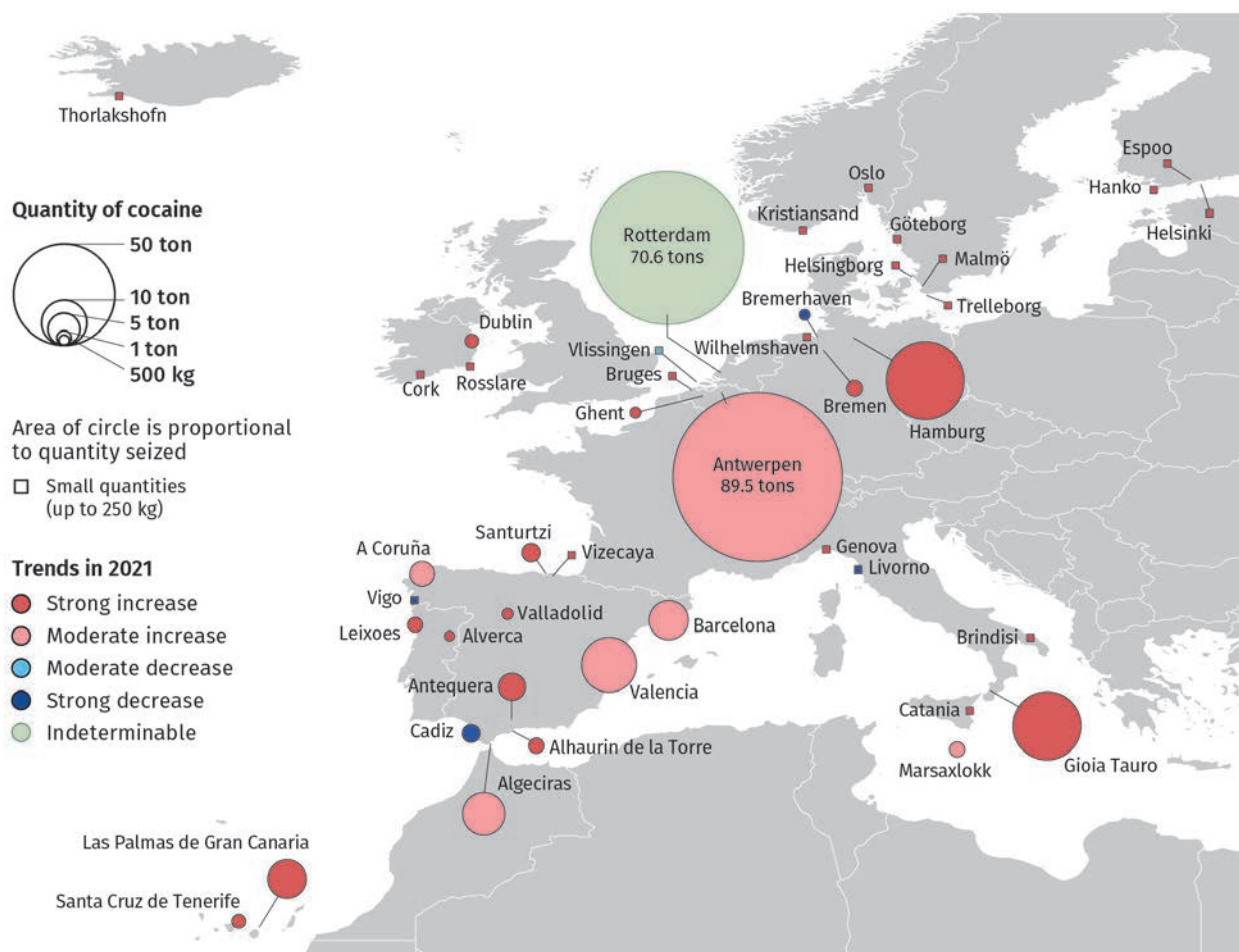 Thorlakshofn
Quantity of cocaine
50 ton
10 ton
5 ton
1 ton
500 kg
Area of circle is proportional
to quantity seized
Small quantities
(up to 250 kg)
Trends in 2021
Strong increase
Moderate increase
Moderate decrease
Strong decrease
Indeterminable
Espoo
Hanko
Helsinki
Oslo
Kristiansand
Göteborg
Helsingborg
Malmö
Trelleborg
Rotterdam
70.6 tons
Bremerhaven
Wilhelmshaven
Dublin
Cork
Rosslare
Vlissingen
Bruges
Ghent
Bremen
Hamburg
Antwerpen
89.5 tons
Santurtzi
Vizecaya
A Coruña
Vigo
Leixoes
Valladolid
Alverca
Barcelona
Valencia
Antequera
Cadiz
Alhaurin de la Torre
Algeciras
Genova
Livorno
Brindisi
Catania
Marsaxlokk
Gioia Tauro
Las Palmas de Gran Canaria
Santa Cruz de Tenerife